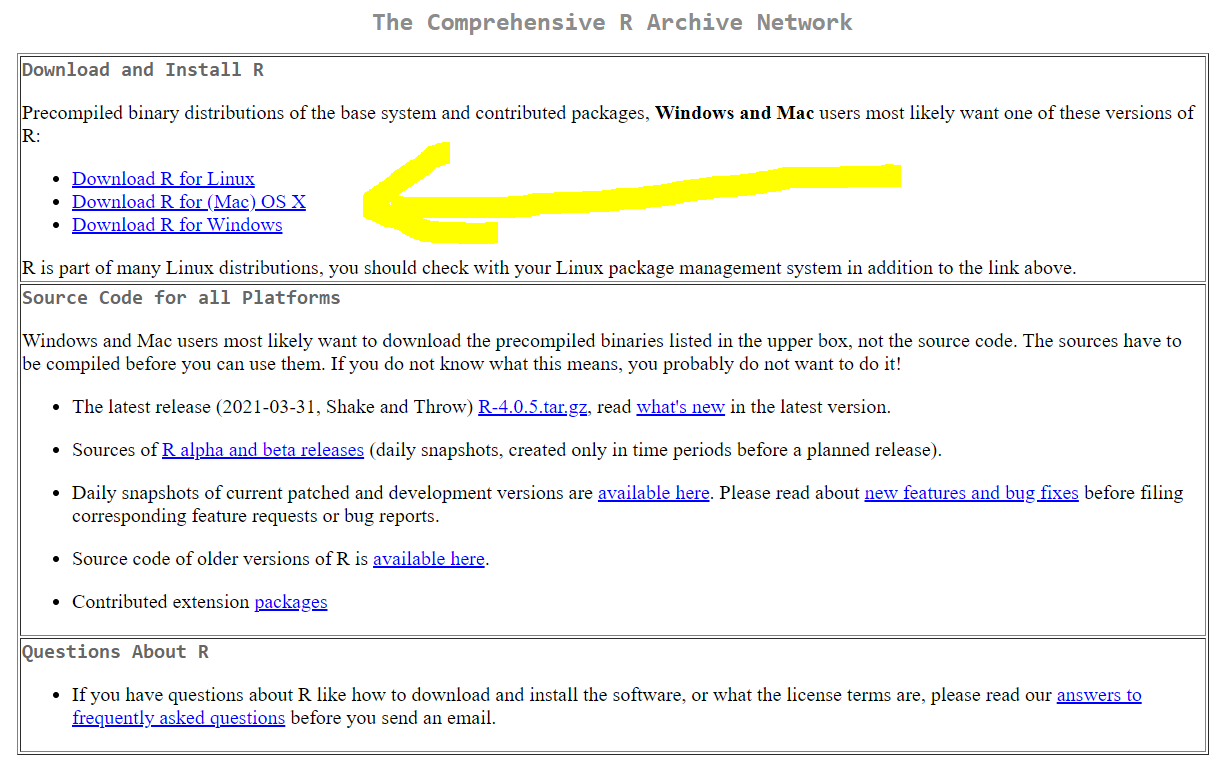 The Comprehensive R Archive Network
Download and Install R
Precompiled binary distributions of the base system and contributed packages, Windows and Mac users most likely want one of these versions of
R:
• Download R for Linux
• Download R for (Mac) OS X
• Download R for Windows
R is part of many Linux distributions, you should check with your Linux package management system in addition to the link above.
Source Code for all Platforms
Windows and Mac users most likely want to download the precompiled binaries listed in the upper box, not the source code. The sources have to
be compiled before you can use them. If you do not know what this means, you probably do not want to do it!
• The latest release (2021-03-31, Shake and Throw) R-4.0.5.tar.gz, read what's new in the latest version.
• Sources of R alpha and beta releases (daily snapshots, created only in time periods before a planned release).
• Daily snapshots of current patched and development versions are available here. Please read about new features and bug fixes before filing
corresponding feature requests or bug reports.
• Source code of older versions of R is available here.
• Contributed extension packages
Questions About R
• If you have questions about R like how to download and install the software, or what the license terms are, please read our answers to
frequently asked questions before you send an email.